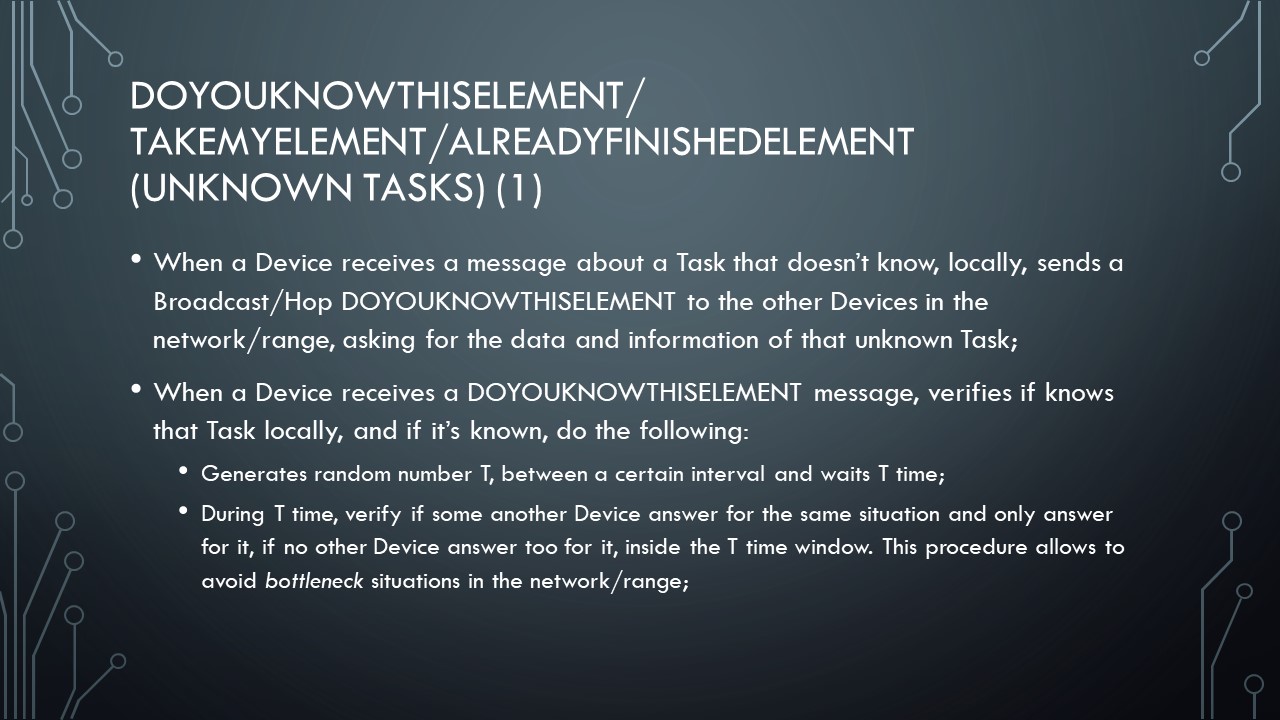 DOYOUKNOWTHISELEMENT/
TAKEMYELEMENT/ALREADYFINISHEDELEMENT
(UNKNOWN TASKS) (1)
• When a Device receives a message about a Task that doesn't know, locally, sends a
Broadcast/Hop DOYOUKNOWTHISELEMENT to the other Devices in the
network/range, asking for the data and information of that unknown Task;
• When a Device receives a DOYOUKNOWTHISELEMENT message, verifies if knows
that Task locally, and if it's known, do the following:
• Generates random number T, between a certain interval and waits T time;
• During T time, verify if some another Device answer for the same situation and only answer
for it, if no other Device answer too for it, inside the T time window. This procedure allows to
avoid bottleneck situations in the network/range;